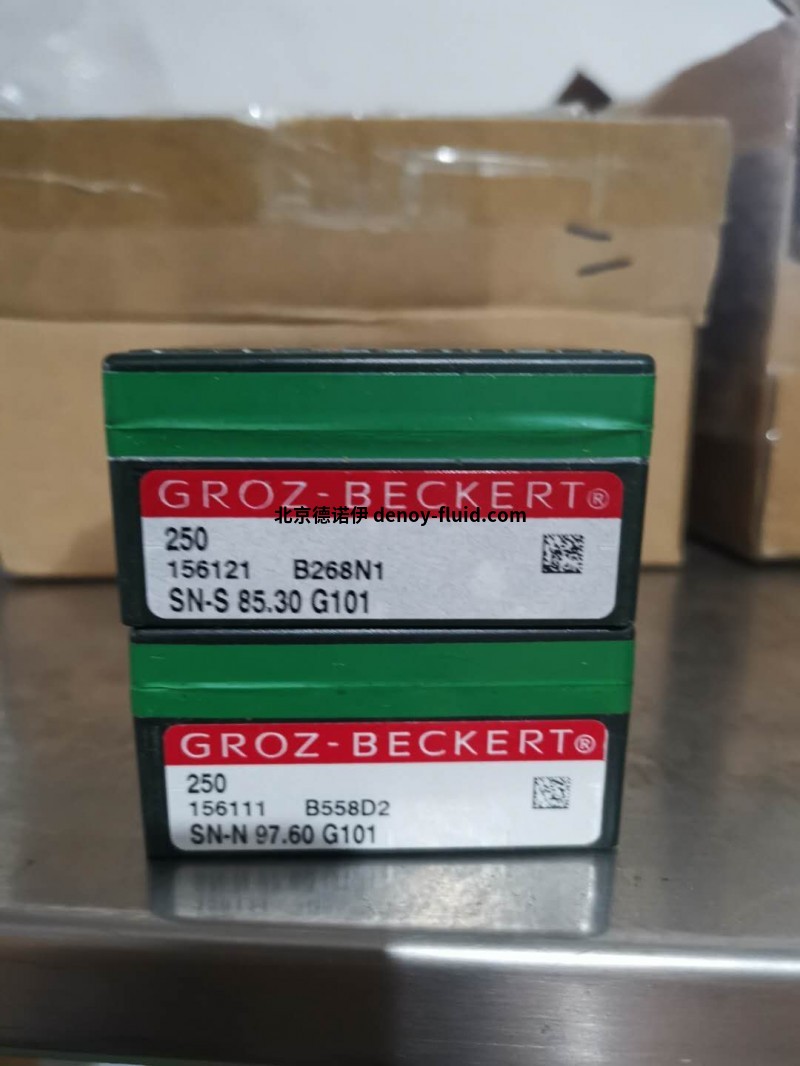 GROZ-BECKERT®
北京德诺伊 denoy-fluid.com
250
156121 B268N1
SN-S 85.30 G101
GROZ-BECKERT®
250
156111 B558D2
SN-N 97.60 G101